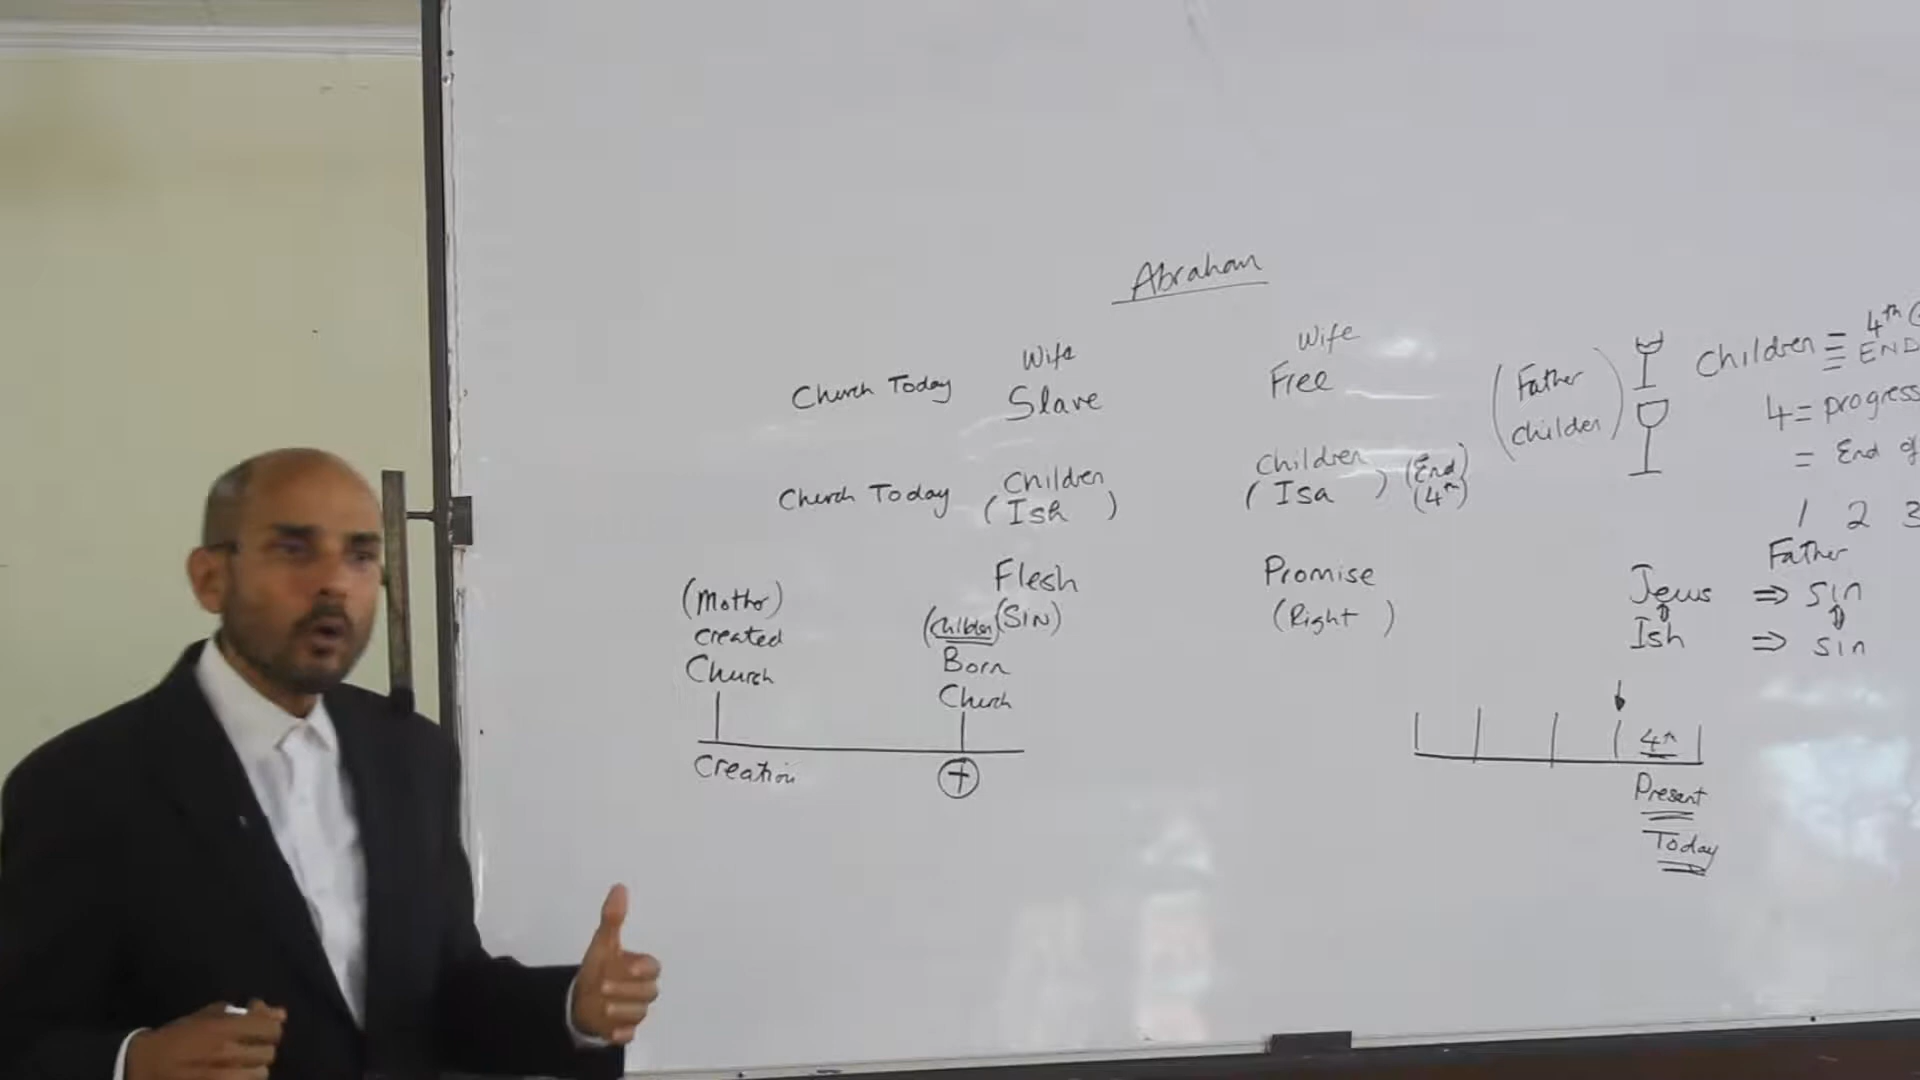 Abraham
Church Today
Wife
Slave
Wife
Free
Church Today
Children
(Ish)
Children
(Isa)
(End)
(4th)
Flesh
(SIN)
Promise
(Right)
(Mother)
created
Church
(Children)
Born
Church
Creation
(Father
Children)
Children ≡ 4th
≡ END
4 = progress
= End of
1 2 3
Father
Jews ⇒ Sin
Ish ⇒ Sin
4th
Present
Today